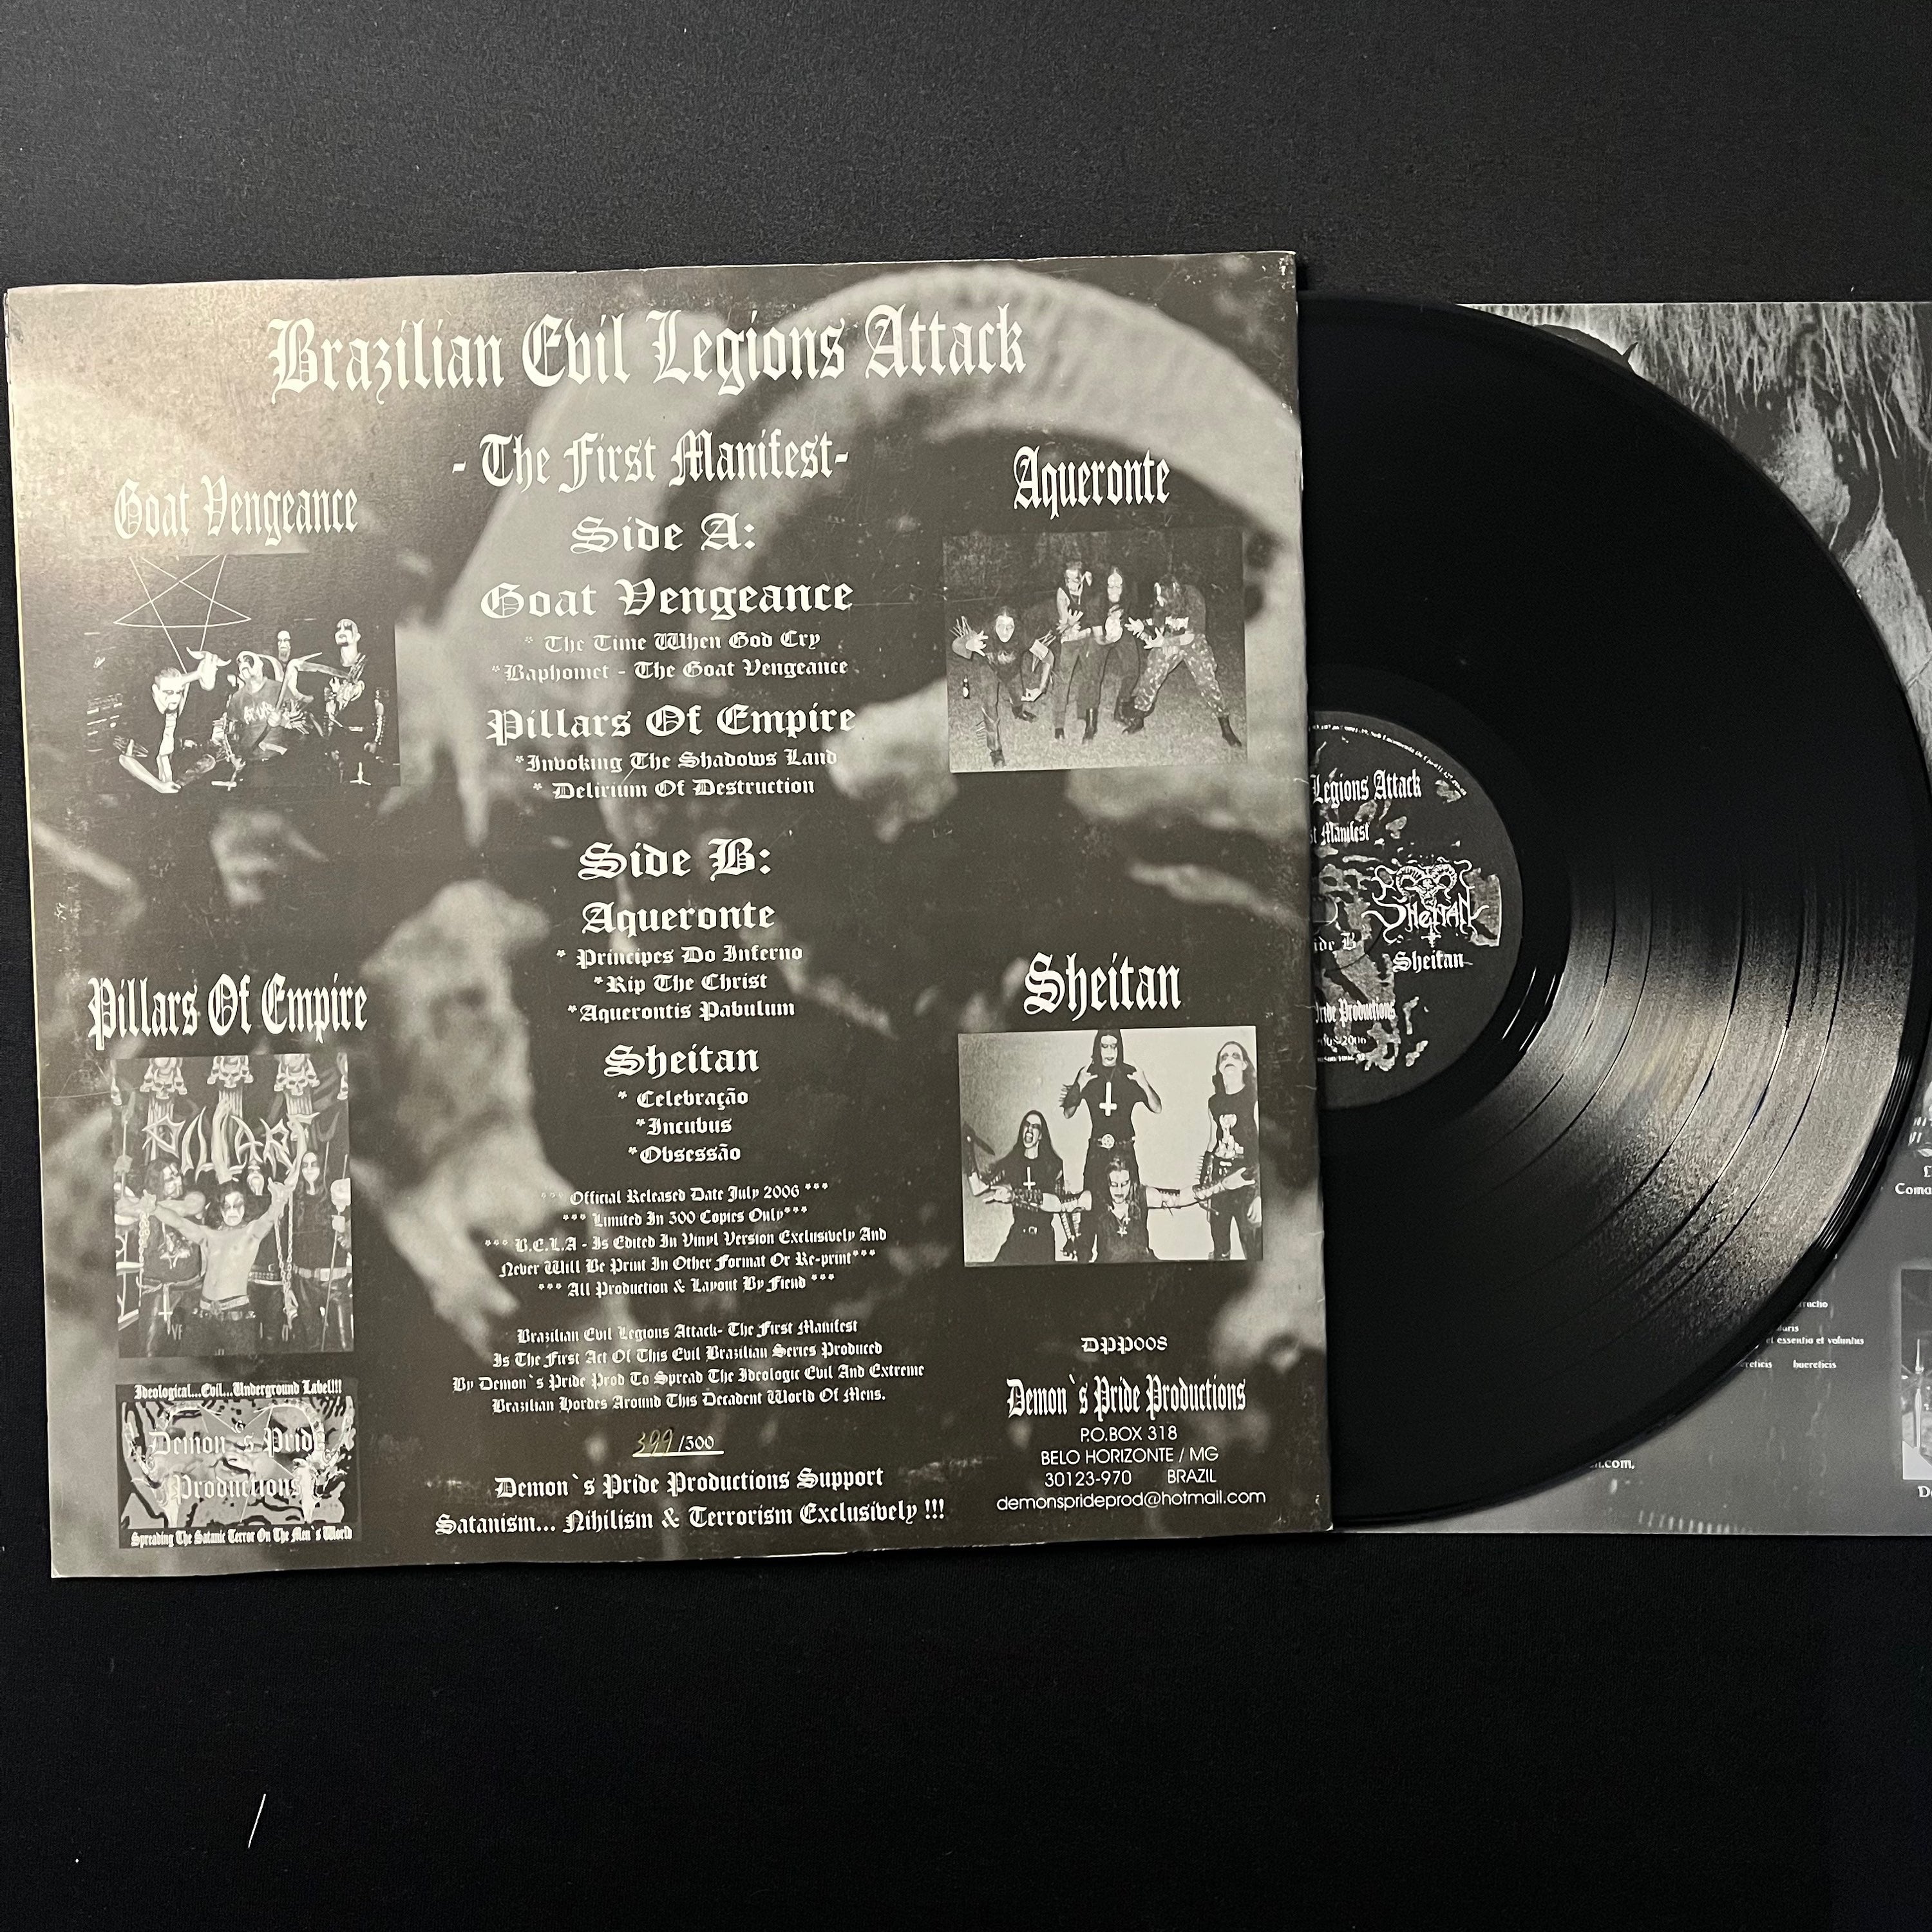 Brazilian Evil Legions Attack
- The First Manifest-
Goat Vengeance
Aqueronte
Side A:
Goat Vengeance
* The Time When God Cry
*Baphomet - The Goat Vengeance
Pillars Of Empire
*Invoking The Shadows Land
* Delirium Of Destruction
Side B:
Aqueronte
* Principes Do Inferno
*Rip The Christ
*Aquerontis Pabulum
Sheitan
* Celebração
*Incubus
*Obsessão
Pillars Of Empire
Sheitan
*** Official Released Date July 2006 ***
*** Limited In 300 Copies Only***
*** B.E.L.A - Is Edited In Vinyl Version Exclusively And
Never Will Be Print In Other Format Or Re-print***
*** All Production & Layout By Fiend ***
Brazilian Evil Legions Attack- The First Manifest
Is The First Act Of This Evil Brazilian Series Produced
By Demon`s Pride Prod To Spread The Ideologic Evil And Extreme
Brazilian Hordes Around This Decadent World Of Mens.
/300
Demon`s Pride Productions Support
Satanism... Nihilism & Terrorism Exclusively !!!
Ideological...Evil...Underground Label!!!
Demon`s Pride
Productions
Spreading The Satanic Terror On The Men`s World
DPP008
Demon`s Pride Productions
P.O.BOX 318
BELO HORIZONTE / MG
30123-970 BRAZIL
demonsprideprod@hotmail.com
Legions Attack
Manifest
Sheitan
Side B
Sheitan
Pride Productions
2006
et essentia et voluntus
haereticis